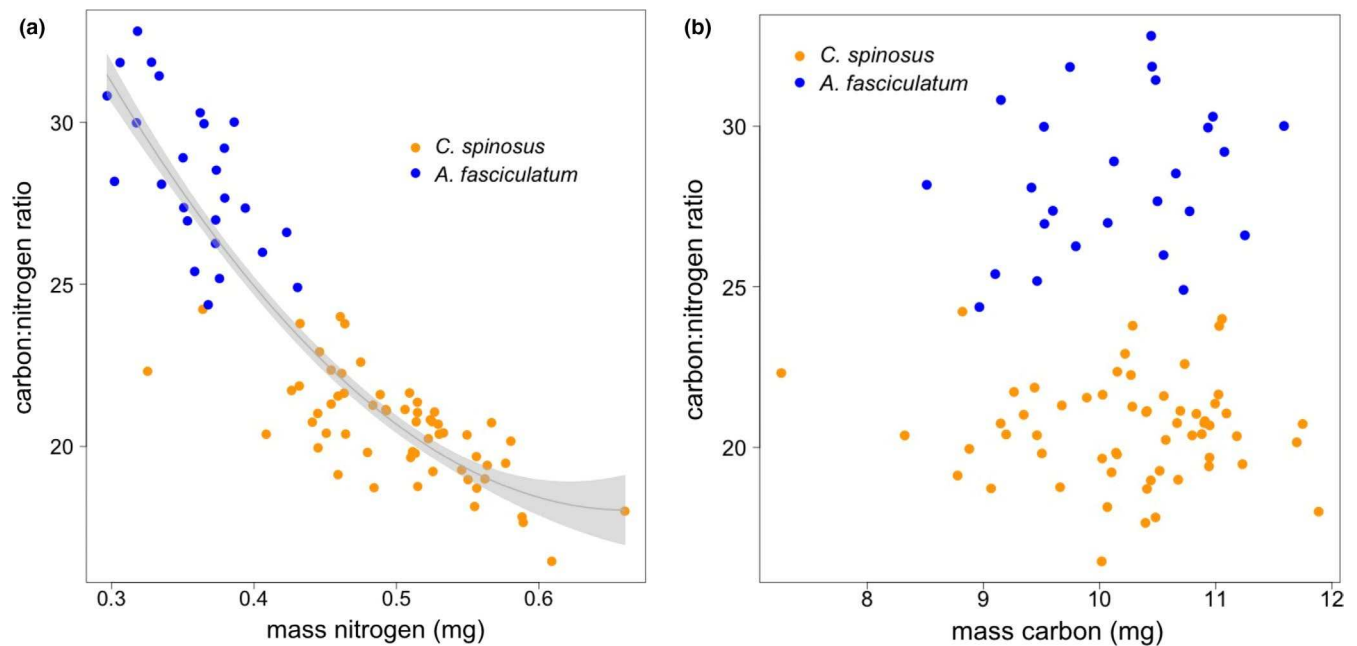 (a)
carbon:nitrogen ratio
30
25
20
C. spinosus
A. fasciculatum
0.3 0.4 0.5 0.6
mass nitrogen (mg)
(b)
carbon:nitrogen ratio
30
25
20
C. spinosus
A. fasciculatum
8 9 10 11 12
mass carbon (mg)